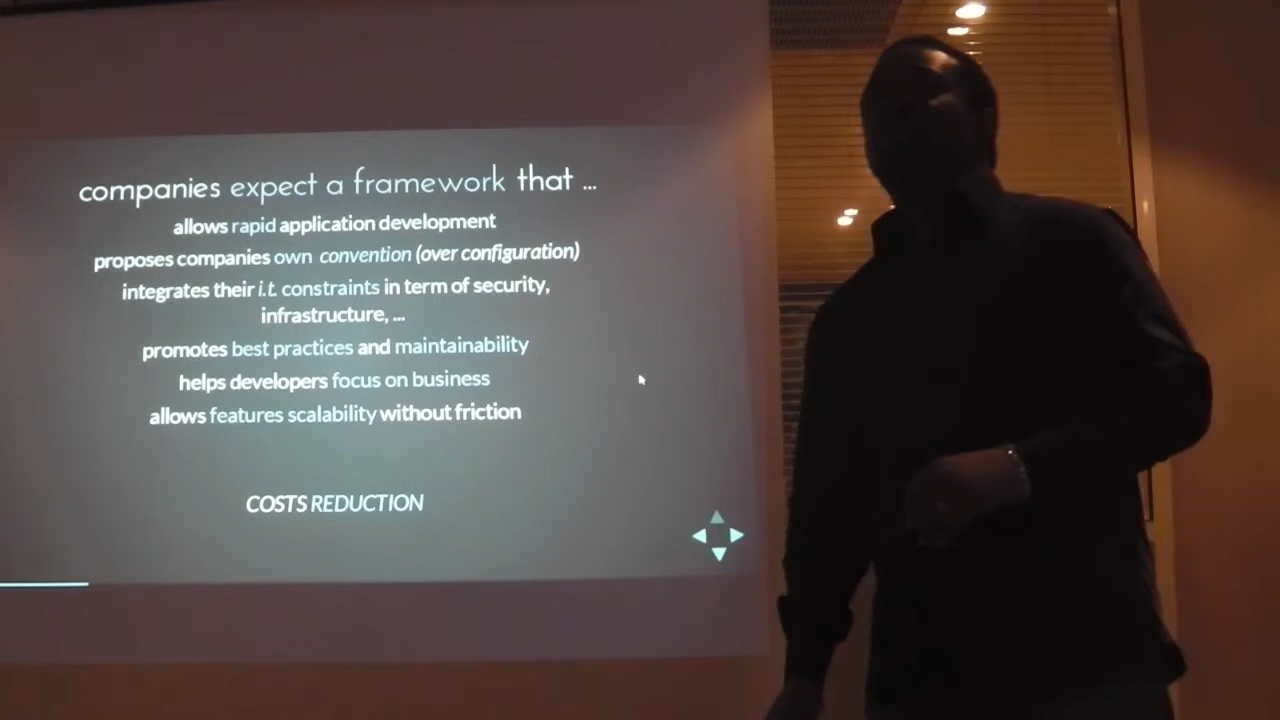 companies expect a framework that ...
allows rapid application development
proposes companies own convention (over configuration)
integrates their i.t. constraints in term of security,
infrastructure, ...
promotes best practices and maintainability
helps developers focus on business
allows features scalability without friction
COSTS REDUCTION